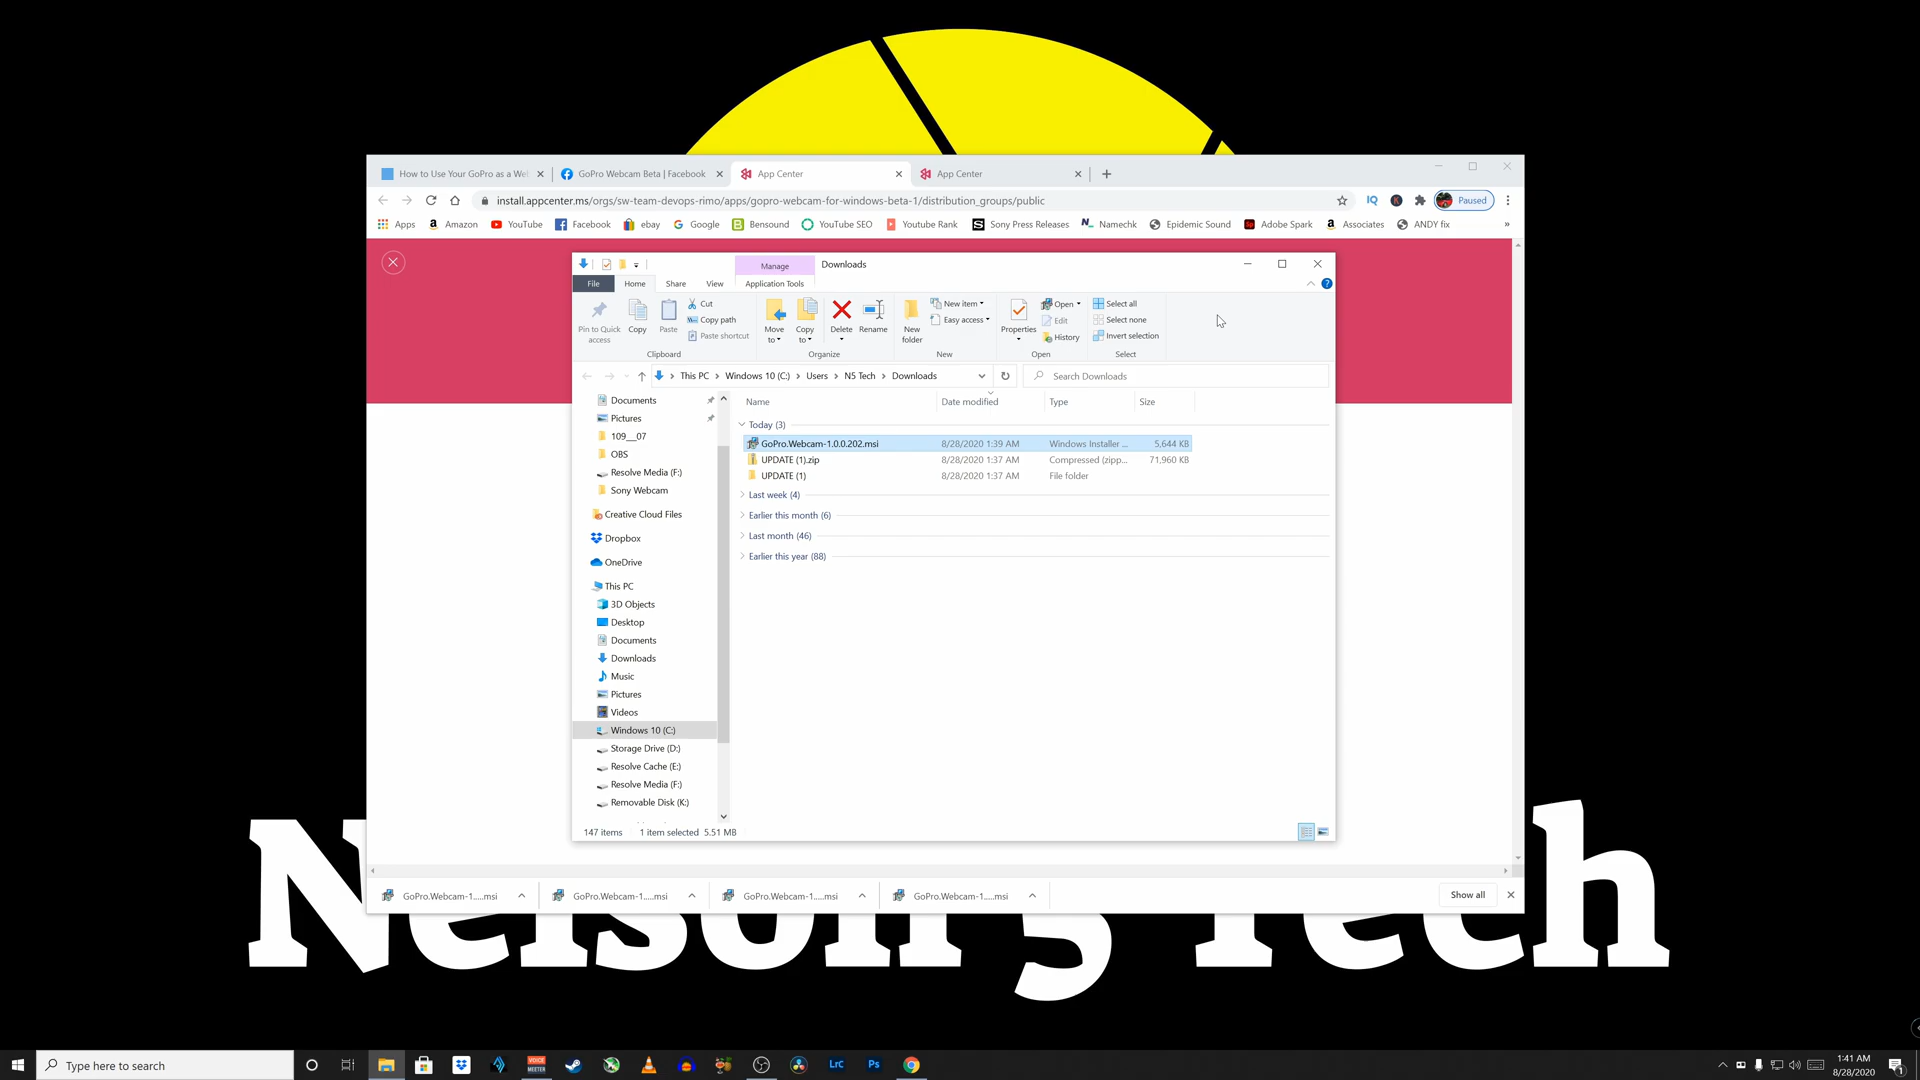 How to Use Your GoPro as a Web
GoPro Webcam Beta | Facebook
App Center
App Center
install.appcenter.ms/orgs/sw-team-devops-rimo/apps/gopro-webcam-for-windows-beta-1/distribution_groups/public
Paused
Apps
Amazon
YouTube
Facebook
ebay
Google
Bensound
YouTube SEO
Youtube Rank
Sony Press Releases
Namechk
Epidemic Sound
Adobe Spark
Associates
ANDY fix
Manage
Downloads
File
Home
Share
View
Application Tools
Pin to Quick access
Copy
Paste
Cut
Copy path
Paste shortcut
Clipboard
Move to
Copy to
Delete
Rename
Organize
New folder
New item
Easy access
New
Properties
Open
Edit
History
Open
Select all
Select none
Invert selection
Select
This PC > Windows 10 (C:) > Users > N5 Tech > Downloads
Search Downloads
Documents
Pictures
109__07
OBS
Resolve Media (F:)
Sony Webcam
Creative Cloud Files
Dropbox
OneDrive
This PC
3D Objects
Desktop
Documents
Downloads
Music
Pictures
Videos
Windows 10 (C:)
Storage Drive (D:)
Resolve Cache (E:)
Resolve Media (F:)
Removable Disk (K:)
Name Date modified Type Size
Today (3)
GoPro.Webcam-1.0.0.202.msi 8/28/2020 1:39 AM Windows Installer ... 5,644 KB
UPDATE (1).zip 8/28/2020 1:37 AM Compressed (zipp... 71,960 KB
UPDATE (1) 8/28/2020 1:37 AM File folder
Last week (4)
Earlier this month (6)
Last month (46)
Earlier this year (88)
147 items 1 item selected 5.51 MB
GoPro.Webcam-1.....msi
GoPro.Webcam-1.....msi
GoPro.Webcam-1.....msi
GoPro.Webcam-1.....msi
Show all
Nelson's Tech
Type here to search
VOICE MEETER
LrC
Ps
1:41 AM
8/28/2020
1